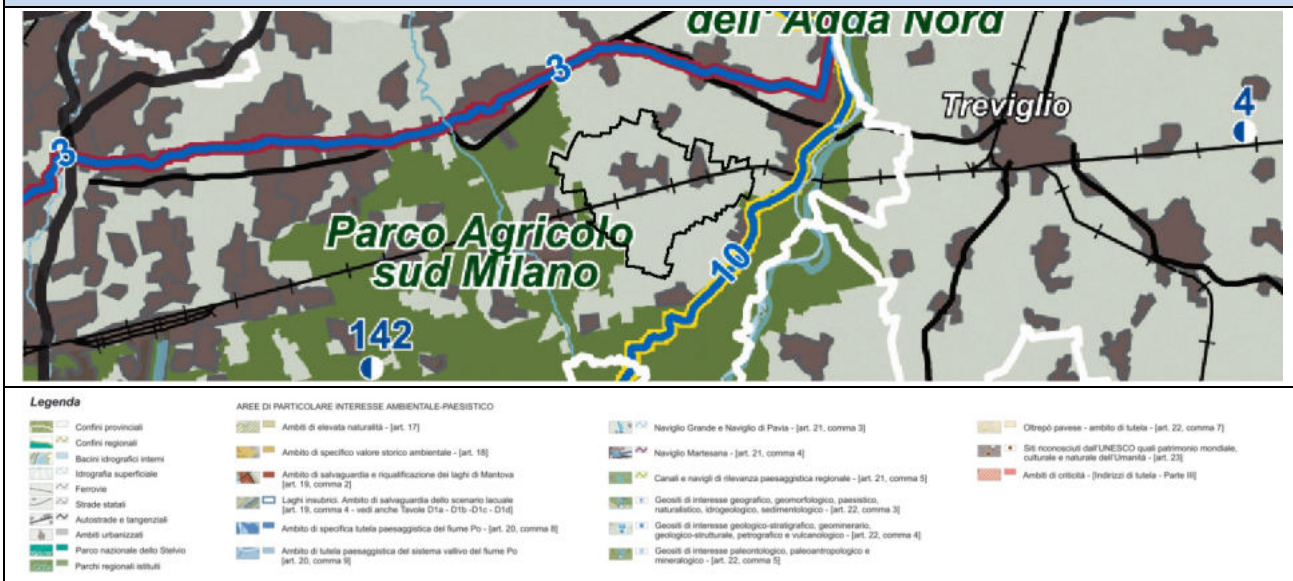 dell' Adda Nord
3
3
Treviglio
4
Parco Agricolo
sud Milano
10
142
Legenda
Confini provinciali
Confini regionali
Bacini idrografici interni
Idrografia superficiale
Ferrovie
Strade statali
Autostrade e tangenziali
Ambiti urbanizzati
Parco nazionale dello Stelvio
Parchi regionali istituiti
AREE DI PARTICOLARE INTERESSE AMBIENTALE-PAESISTICO
Ambiti di elevata naturalità - [art. 17]
Ambito di specifico valore storico ambientale - [art. 18]
Ambito di salvaguardia e riqualificazione dei laghi di Mantova
[art. 19, comma 2]
Laghi insubrici. Ambito di salvaguardia dello scenario lacuale
[art. 19, comma 4 - vedi anche Tavole D1a - D1b -D1c - D1d]
Ambito di specifica tutela paesaggistica del fiume Po - [art. 20, comma 8]
Ambito di tutela paesaggistica del sistema vallivo del fiume Po
[art. 20, comma 9]
Naviglio Grande e Naviglio di Pavia - [art. 21, comma 3]
Naviglio Martesana - [art. 21, comma 4]
Canali e navigli di rilevanza paesaggistica regionale - [art. 21, comma 5]
Geositi di interesse geografico, geomorfologico, paesistico,
naturalistico, idrogeologico, sedimentologico - [art. 22, comma 3]
Geositi di interesse geologico-stratigrafico, geominerario,
geologico-strutturale, petrografico e vulcanologico - [art. 22, comma 4]
Geositi di interesse paleontologico, paleoantropologico e
mineralogico - [art. 22, comma 5]
Oltrepò pavese - ambito di tutela - [art. 22, comma 7]
Siti riconosciuti dall'UNESCO quali patrimonio mondiale,
culturale e naturale dell'Umanità - [art. 23]
Ambiti di criticità - [Indirizzi di tutela - Parte III]